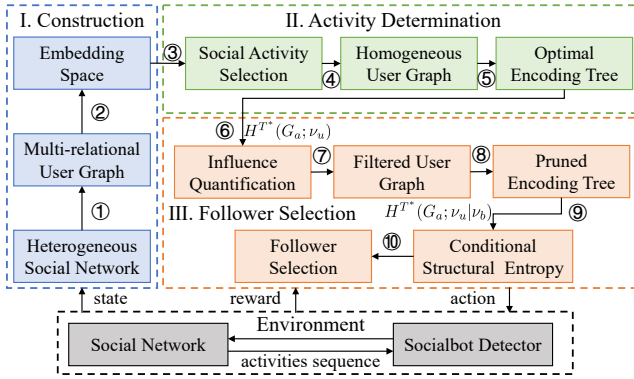 I. Construction
II. Activity Determination
Embedding
Space
③
Social Activity
Selection
④
Homogeneous
User Graph
⑤
Optimal
Encoding Tree
②
⑥
H^{T^*}(G_a; ν_u)
Multi-relational
User Graph
Influence
Quantification
⑦
Filtered User
Graph
⑧
Pruned
Encoding Tree
①
III. Follower Selection
H^{T^*}(G_a; ν_u|ν_b)
⑨
Heterogeneous
Social Network
Follower
Selection
⑩
Conditional
Structural Entropy
state
reward
action
Environment
Social Network
Socialbot Detector
activities sequence